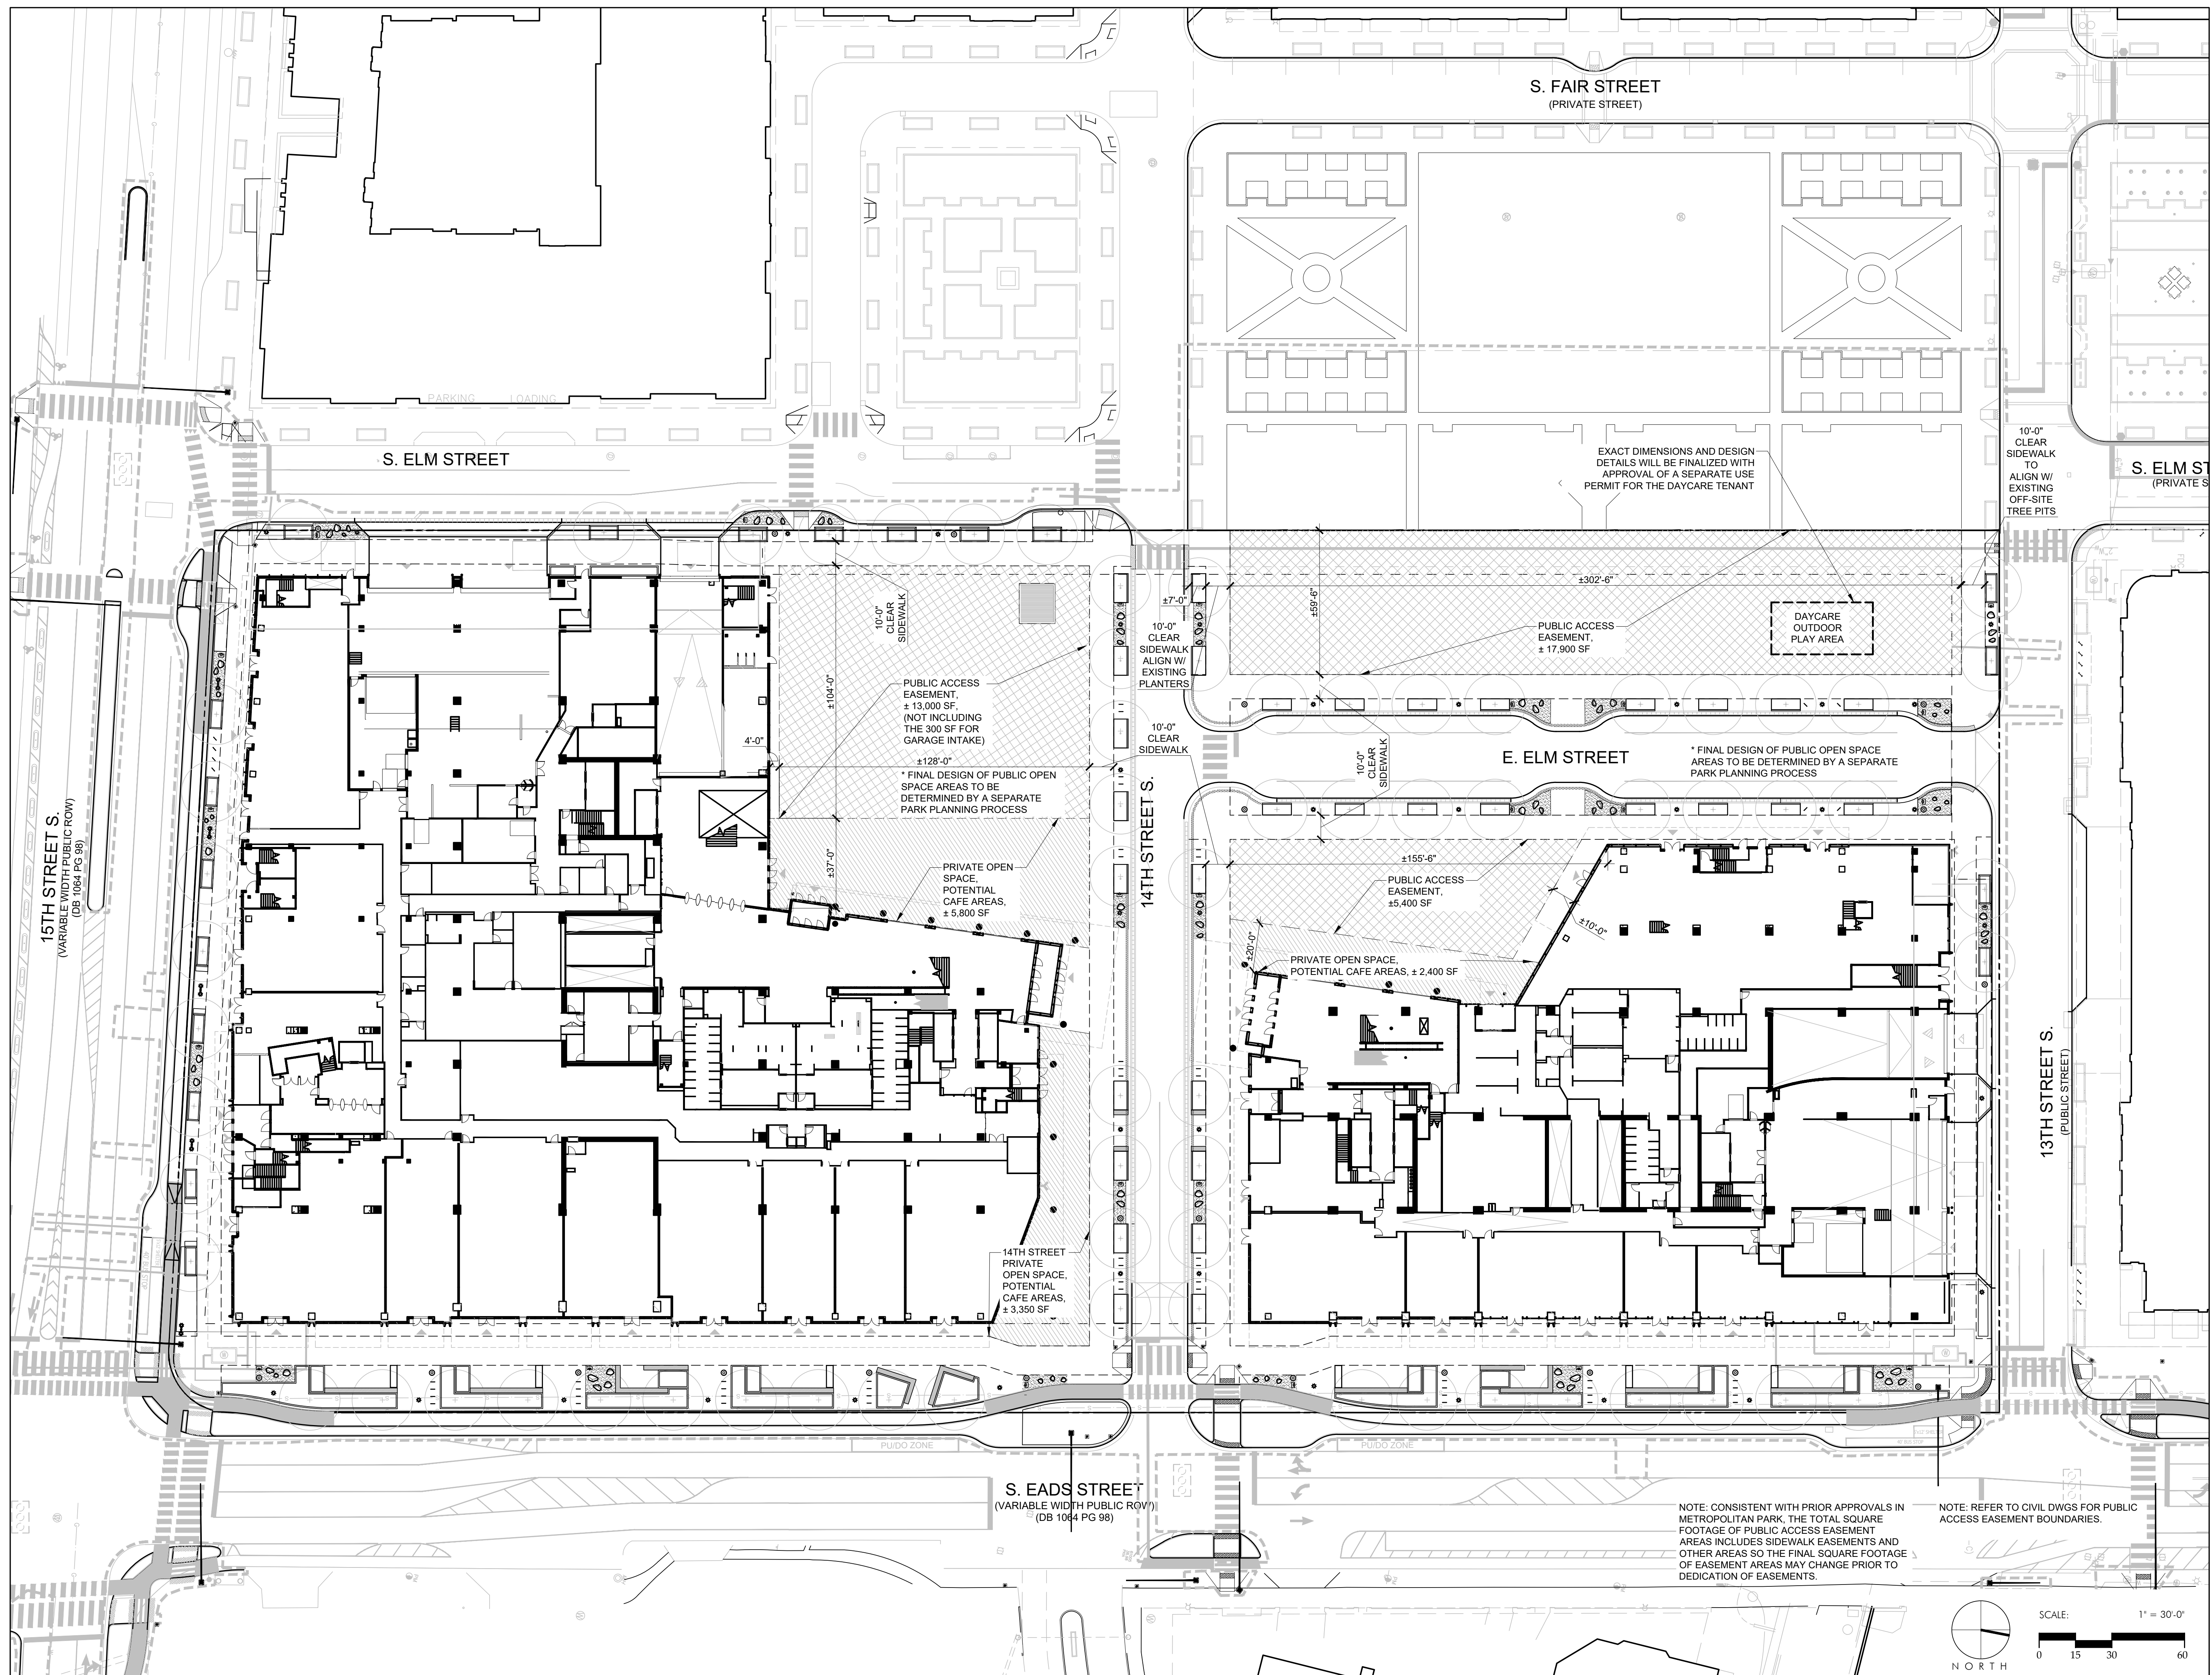 S. FAIR STREET
(PRIVATE STREET)
PARKING
LOADING
S. ELM STREET
EXACT DIMENSIONS AND DESIGN
DETAILS WILL BE FINALIZED WITH
APPROVAL OF A SEPARATE USE
PERMIT FOR THE DAYCARE TENANT
10'-0"
CLEAR
SIDEWALK
TO
ALIGN W/
EXISTING
OFF-SITE
TREE PITS
S. ELM ST
(PRIVATE S
10'-0"
CLEAR
SIDEWALK
±104'-0"
PUBLIC ACCESS
EASEMENT,
± 13,000 SF,
(NOT INCLUDING
THE 300 SF FOR
GARAGE INTAKE)
4'-0"
±128'-0"
* FINAL DESIGN OF PUBLIC OPEN
SPACE AREAS TO BE
DETERMINED BY A SEPARATE
PARK PLANNING PROCESS
±37'-0"
PRIVATE OPEN
SPACE,
POTENTIAL
CAFE AREAS,
± 5,800 SF
±7'-0"
10'-0"
CLEAR
SIDEWALK
ALIGN W/
EXISTING
PLANTERS
10'-0"
CLEAR
SIDEWALK
±302'-6"
±59'-6"
PUBLIC ACCESS
EASEMENT,
± 17,900 SF
DAYCARE
OUTDOOR
PLAY AREA
10'-0"
CLEAR
SIDEWALK
E. ELM STREET
* FINAL DESIGN OF PUBLIC OPEN SPACE
AREAS TO BE DETERMINED BY A SEPARATE
PARK PLANNING PROCESS
14TH STREET S.
±155'-6"
PUBLIC ACCESS
EASEMENT,
±5,400 SF
±10'-0"
±20'-0"
PRIVATE OPEN SPACE,
POTENTIAL CAFE AREAS, ± 2,400 SF
15TH STREET S.
(VARIABLE WIDTH PUBLIC ROW)
(DB 1064 PG 98)
13TH STREET S.
(PUBLIC STREET)
14TH STREET
PRIVATE
OPEN SPACE,
POTENTIAL
CAFE AREAS,
± 3,350 SF
PU/DO ZONE
PU/DO ZONE
S. EADS STREET
(VARIABLE WIDTH PUBLIC ROW)
(DB 1064 PG 98)
NOTE: CONSISTENT WITH PRIOR APPROVALS IN
METROPOLITAN PARK, THE TOTAL SQUARE
FOOTAGE OF PUBLIC ACCESS EASEMENT
AREAS INCLUDES SIDEWALK EASEMENTS AND
OTHER AREAS SO THE FINAL SQUARE FOOTAGE
OF EASEMENT AREAS MAY CHANGE PRIOR TO
DEDICATION OF EASEMENTS.
NOTE: REFER TO CIVIL DWGS FOR PUBLIC
ACCESS EASEMENT BOUNDARIES.
NORTH
SCALE: 1" = 30'-0"
0 15 30 60